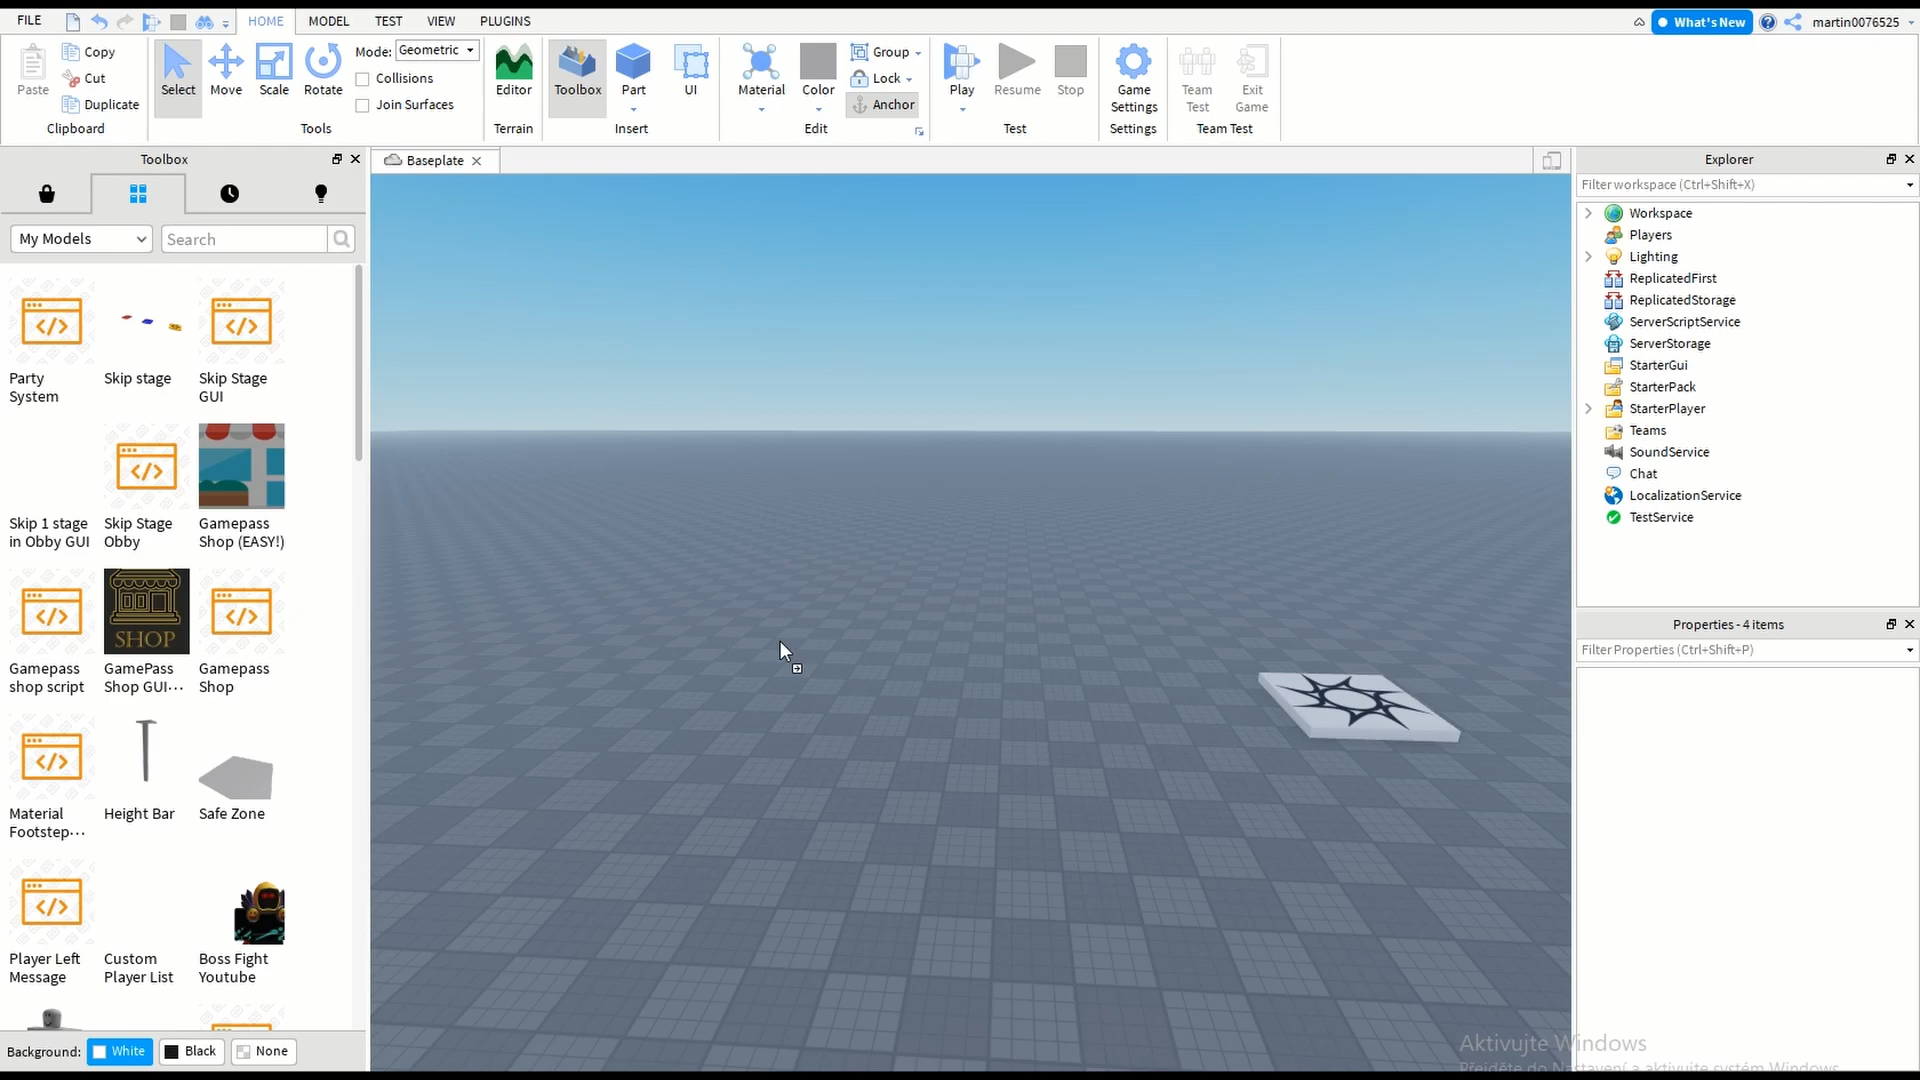 FILE
HOME
MODEL
TEST
VIEW
PLUGINS
What's New
martin0076525
Paste
Copy
Cut
Duplicate
Clipboard
Select
Move
Scale
Rotate
Mode: Geometric
Collisions
Join Surfaces
Tools
Editor
Terrain
Toolbox
Part
UI
Insert
Material
Color
Group
Lock
Anchor
Edit
Play
Resume
Stop
Test
Game
Settings
Settings
Team
Test
Exit
Game
Team Test
Toolbox
Baseplate
My Models
Search
Party
System
Skip stage
Skip Stage
GUI
Skip 1 stage
in Obby GUI
Skip Stage
Obby
Gamepass
Shop (EASY!)
SHOP
Gamepass
shop script
GamePass
Shop GUI···
Gamepass
Shop
Material
Footstep···
Height Bar
Safe Zone
Player Left
Message
Custom
Player List
Boss Fight
Youtube
Background: White Black None
Explorer
Filter workspace (Ctrl+Shift+X)
Workspace
Players
Lighting
ReplicatedFirst
ReplicatedStorage
ServerScriptService
ServerStorage
StarterGui
StarterPack
StarterPlayer
Teams
SoundService
Chat
LocalizationService
TestService
Properties - 4 items
Filter Properties (Ctrl+Shift+P)
Aktivujte Windows
Přejděte do Nastavení a aktivujte systém Windows.